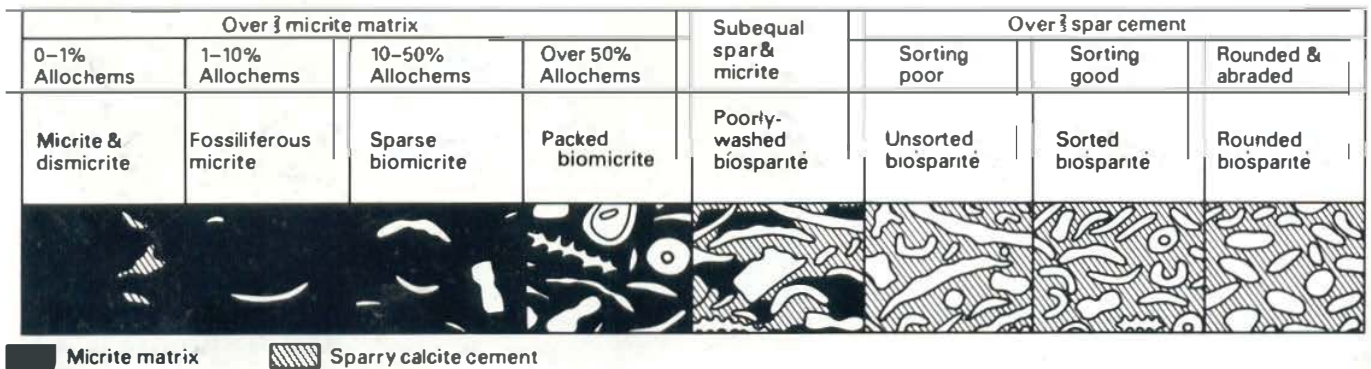 Over ⅔ micrite matrix
Subequal spar & micrite
Over ⅔ spar cement
0–1% Allochems
1–10% Allochems
10–50% Allochems
Over 50% Allochems
Sorting poor
Sorting good
Rounded & abraded
Micrite & dismicrite
Fossiliferous micrite
Sparse biomicrite
Packed biomicrite
Poorly-washed biosparite
Unsorted biosparite
Sorted biosparite
Rounded biosparite
Micrite matrix
Sparry calcite cement